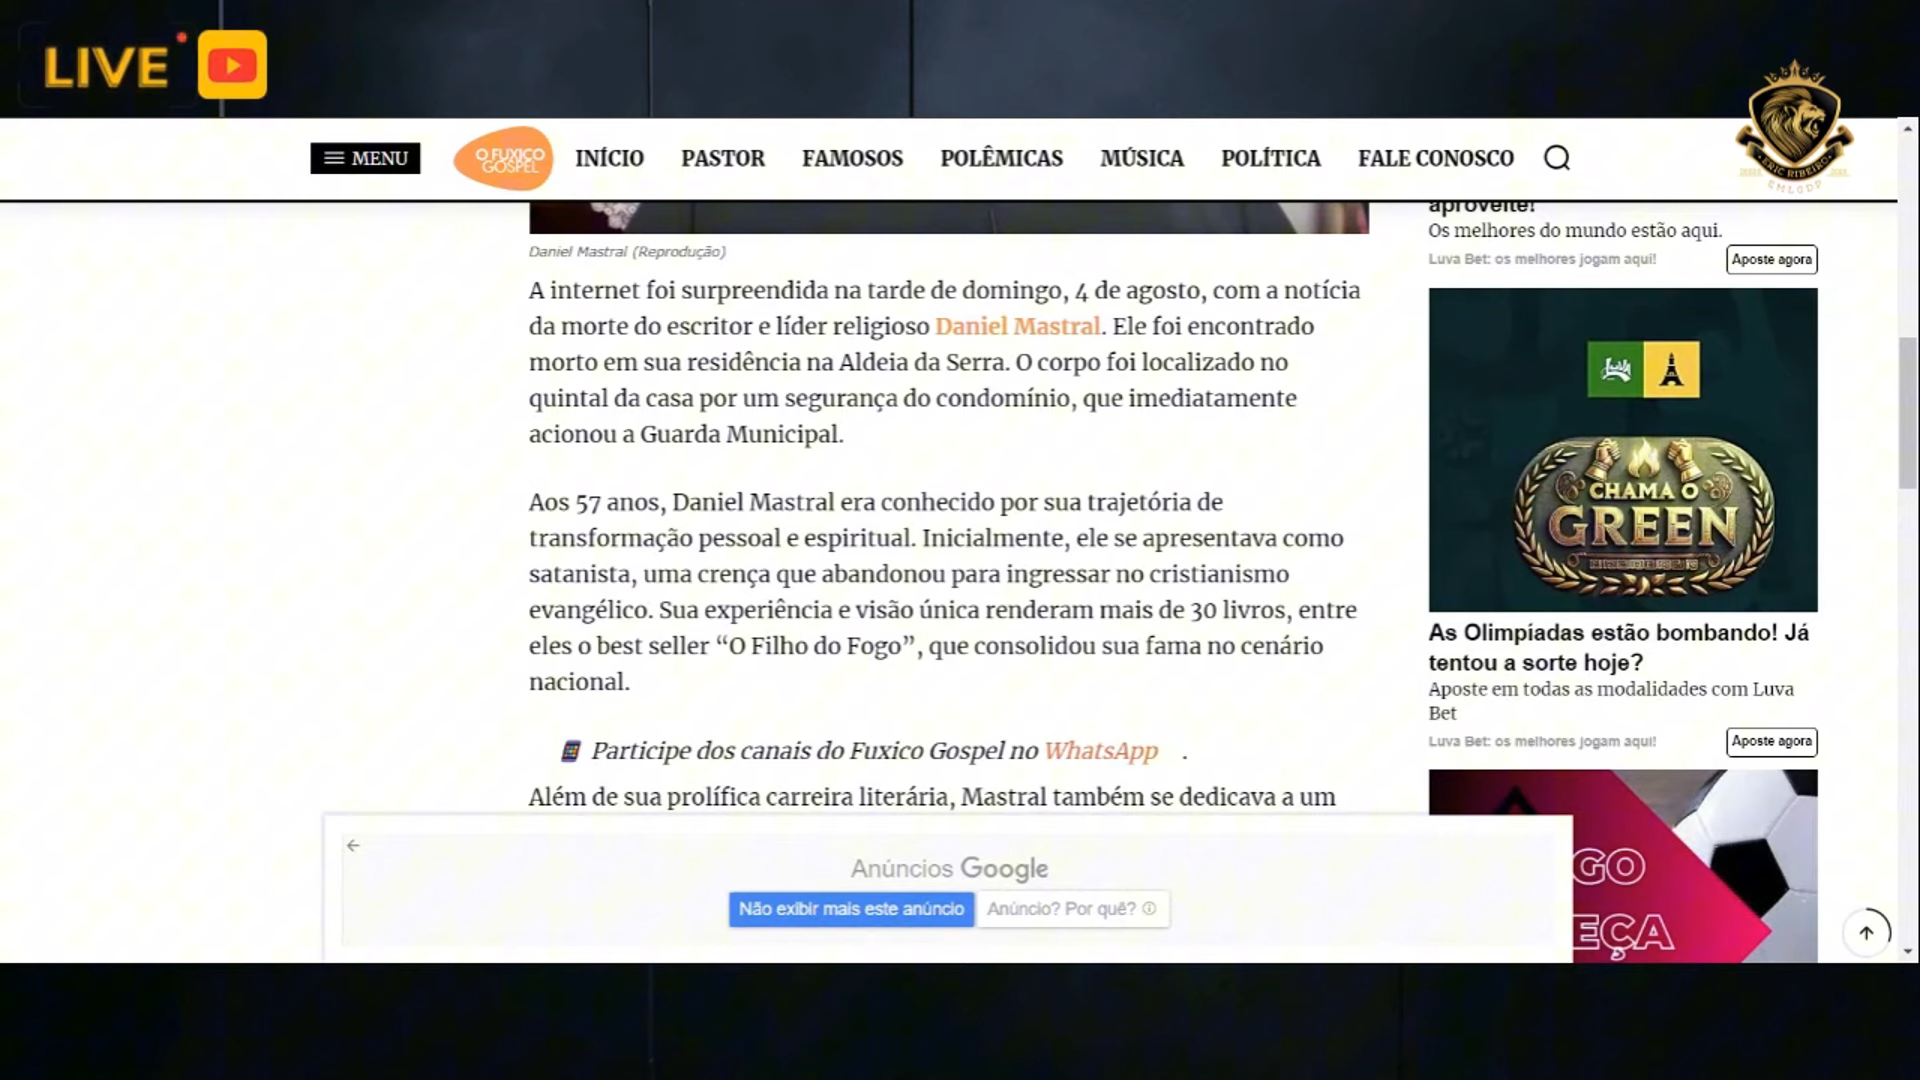 LIVE
MENU
O FUXICO
GOSPEL
INÍCIO
PASTOR
FAMOSOS
POLÊMICAS
MÚSICA
POLÍTICA
FALE CONOSCO
ERIC RIBEIRO
Daniel Mastral (Reprodução)
A internet foi surpreendida na tarde de domingo, 4 de agosto, com a notícia
da morte do escritor e líder religioso Daniel Mastral. Ele foi encontrado
morto em sua residência na Aldeia da Serra. O corpo foi localizado no
quintal da casa por um segurança do condomínio, que imediatamente
acionou a Guarda Municipal.
Aos 57 anos, Daniel Mastral era conhecido por sua trajetória de
transformação pessoal e espiritual. Inicialmente, ele se apresentava como
satanista, uma crença que abandonou para ingressar no cristianismo
evangélico. Sua experiência e visão única renderam mais de 30 livros, entre
eles o best seller “O Filho do Fogo”, que consolidou sua fama no cenário
nacional.
Participe dos canais do Fuxico Gospel no WhatsApp .
Além de sua prolífica carreira literária, Mastral também se dedicava a um
aproveite!
Os melhores do mundo estão aqui.
Luva Bet: os melhores jogam aqui!
Aposte agora
CHAMA O
GREEN
As Olimpíadas estão bombando! Já
tentou a sorte hoje?
Aposte em todas as modalidades com Luva
Bet
Luva Bet: os melhores jogam aqui!
Aposte agora
GO
EÇA
Anúncios Google
Não exibir mais este anúncio
Anúncio? Por quê?